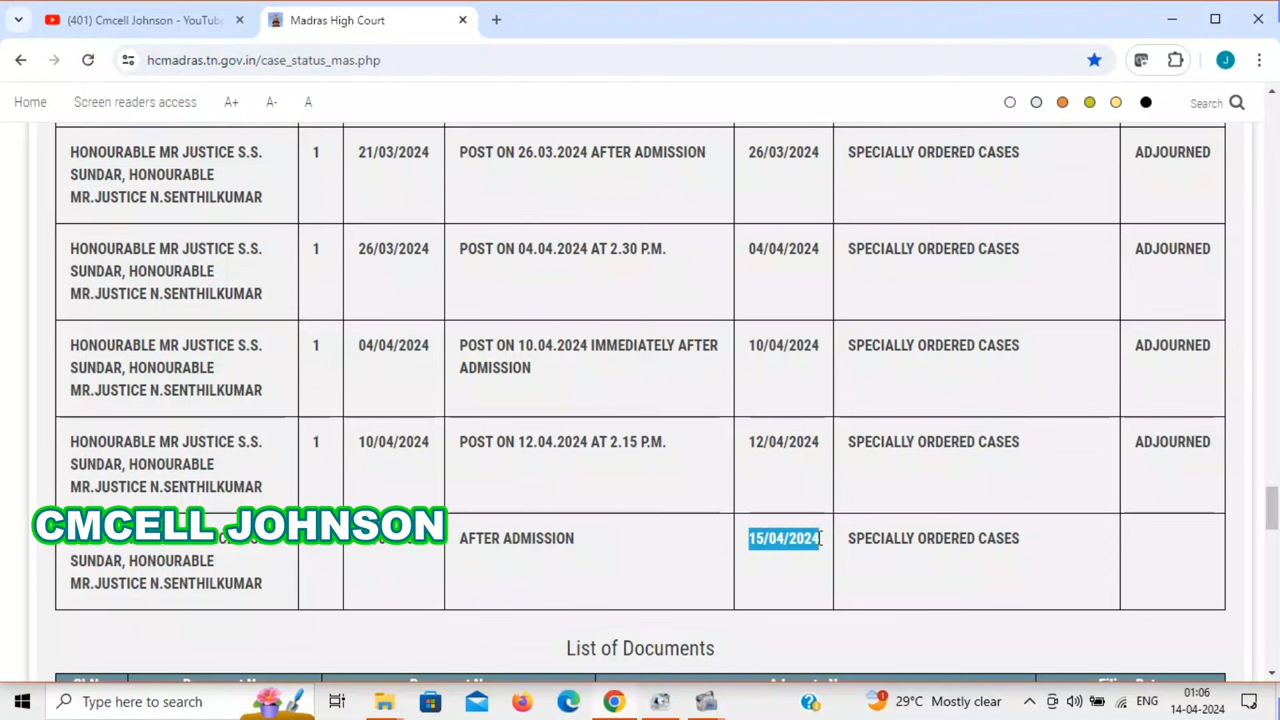 (401) Cmcell Johnson - YouTube
Madras High Court
hcmadras.tn.gov.in/case_status_mas.php
J
Home Screen readers access A+ A- A Search
HONOURABLE MR JUSTICE S.S. 1 21/03/2024 POST ON 26.03.2024 AFTER ADMISSION 26/03/2024 SPECIALLY ORDERED CASES ADJOURNED
SUNDAR, HONOURABLE
MR.JUSTICE N.SENTHILKUMAR
HONOURABLE MR JUSTICE S.S. 1 26/03/2024 POST ON 04.04.2024 AT 2.30 P.M. 04/04/2024 SPECIALLY ORDERED CASES ADJOURNED
SUNDAR, HONOURABLE
MR.JUSTICE N.SENTHILKUMAR
HONOURABLE MR JUSTICE S.S. 1 04/04/2024 POST ON 10.04.2024 IMMEDIATELY AFTER 10/04/2024 SPECIALLY ORDERED CASES ADJOURNED
SUNDAR, HONOURABLE ADMISSION
MR.JUSTICE N.SENTHILKUMAR
HONOURABLE MR JUSTICE S.S. 1 10/04/2024 POST ON 12.04.2024 AT 2.15 P.M. 12/04/2024 SPECIALLY ORDERED CASES ADJOURNED
SUNDAR, HONOURABLE
MR.JUSTICE N.SENTHILKUMAR
CMCELL JOHNSON
AFTER ADMISSION 15/04/2024 SPECIALLY ORDERED CASES
SUNDAR, HONOURABLE
MR.JUSTICE N.SENTHILKUMAR
List of Documents
Type here to search
29°C Mostly clear
ENG
01:06
14-04-2024